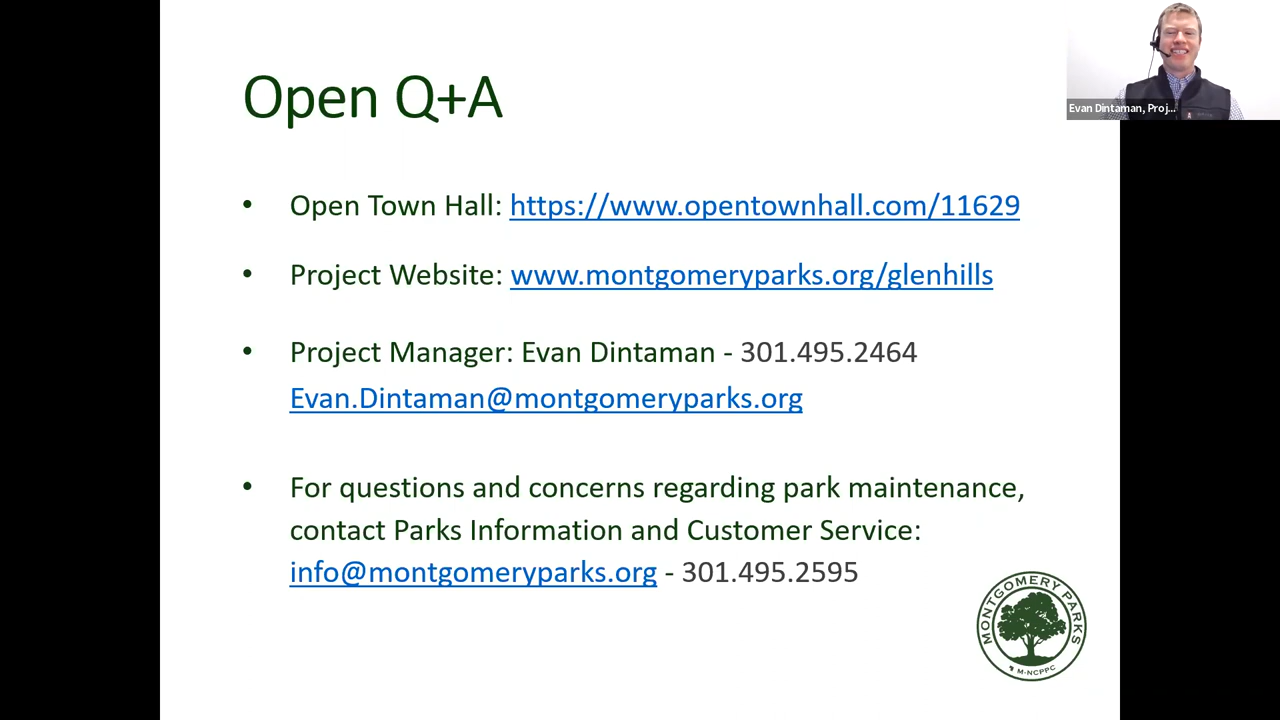 Open Q+A
Evan Dintaman, Proj...
• Open Town Hall: https://www.opentownhall.com/11629
• Project Website: www.montgomeryparks.org/glenhills
• Project Manager: Evan Dintaman - 301.495.2464
Evan.Dintaman@montgomeryparks.org
• For questions and concerns regarding park maintenance,
contact Parks Information and Customer Service:
info@montgomeryparks.org - 301.495.2595
MONTGOMERY PARKS
M-NCPPC